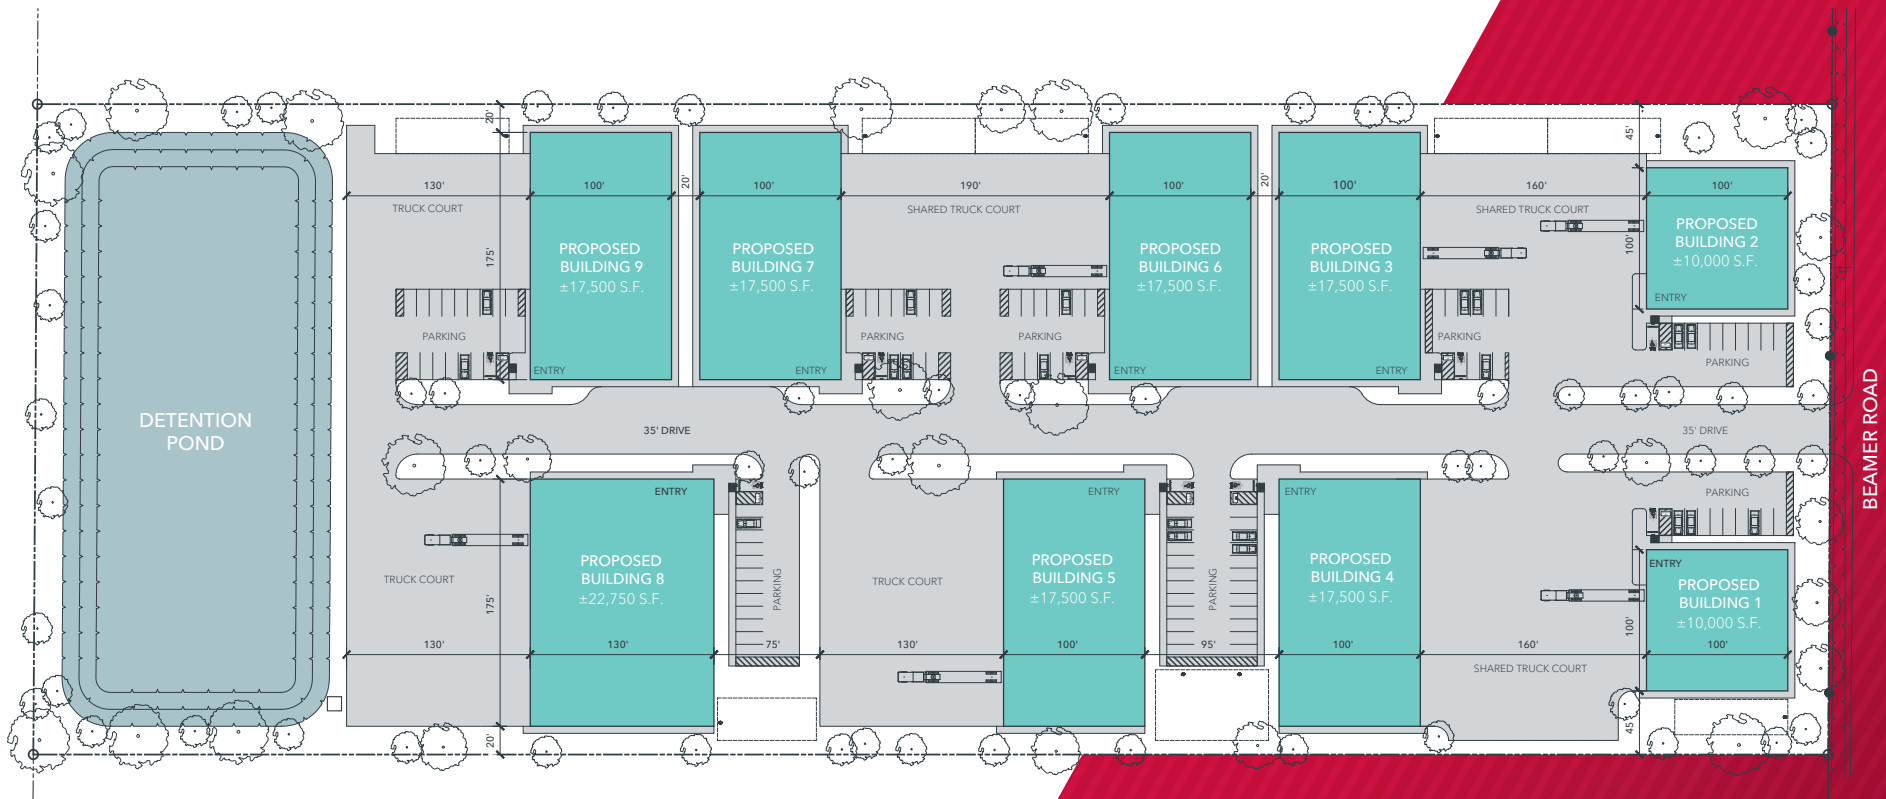 20'
45'
130'
100'
20'
100'
190'
100'
20'
100'
160'
100'
TRUCK COURT
SHARED TRUCK COURT
SHARED TRUCK COURT
175'
PROPOSED
BUILDING 9
±17,500 S.F.
PROPOSED
BUILDING 7
±17,500 S.F.
PROPOSED
BUILDING 6
±17,500 S.F.
PROPOSED
BUILDING 3
±17,500 S.F.
100'
PROPOSED
BUILDING 2
±10,000 S.F.
ENTRY
PARKING
PARKING
PARKING
PARKING
PARKING
ENTRY
ENTRY
ENTRY
ENTRY
DETENTION
POND
35' DRIVE
35' DRIVE
BEAMER ROAD
ENTRY
ENTRY
ENTRY
PARKING
TRUCK COURT
175'
PROPOSED
BUILDING 8
±22,750 S.F.
PARKING
TRUCK COURT
PROPOSED
BUILDING 5
±17,500 S.F.
PARKING
PROPOSED
BUILDING 4
±17,500 S.F.
ENTRY
PROPOSED
BUILDING 1
±10,000 S.F.
100'
130'
130'
75'
130'
100'
95'
100'
160'
100'
SHARED TRUCK COURT
20'
45'